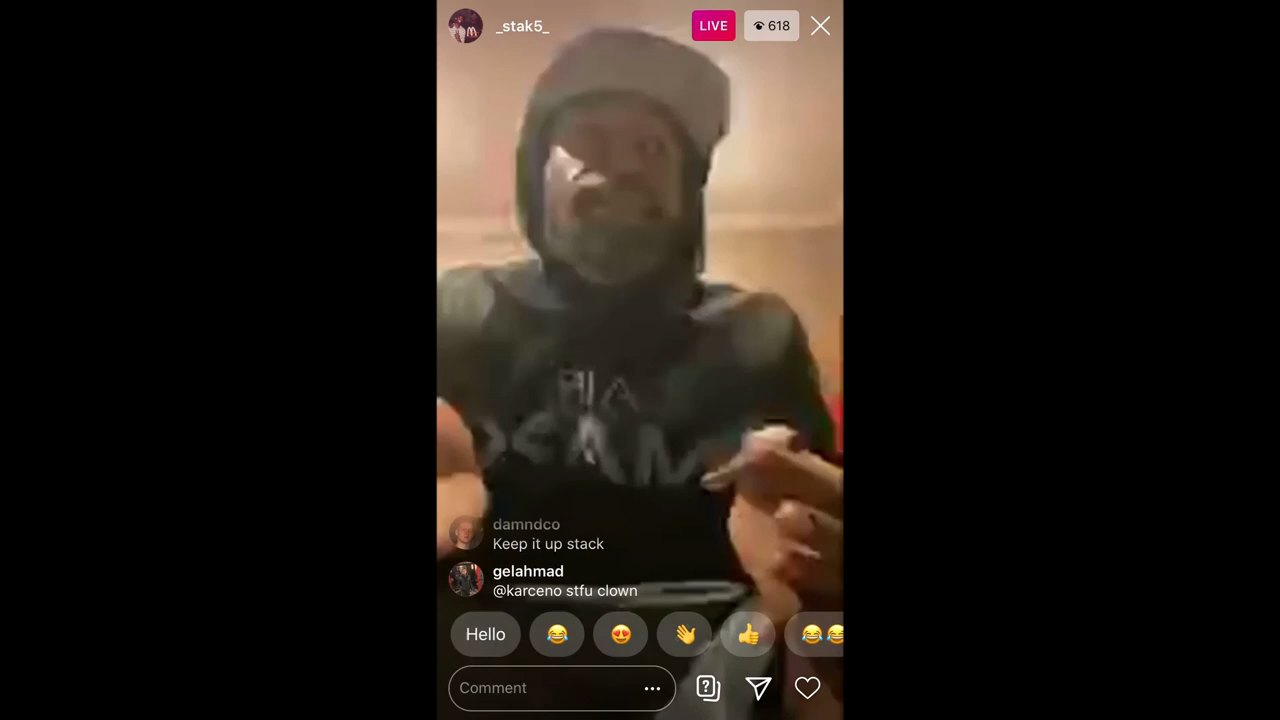 _stak5_
LIVE
618
damndco
Keep it up stack
gelahmad
@karceno stfu clown
Hello
Comment